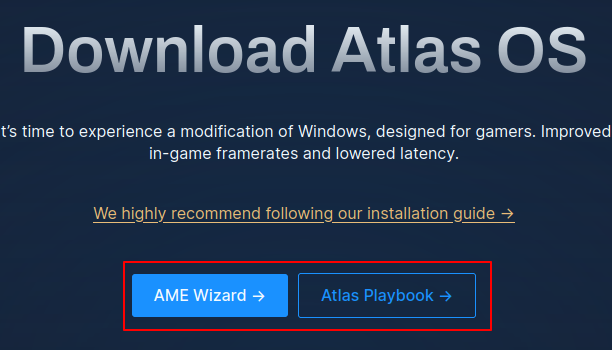 Download Atlas OS
t's time to experience a modification of Windows, designed for gamers. Improved
in-game framerates and lowered latency.
We highly recommend following our installation guide →
AME Wizard → Atlas Playbook →